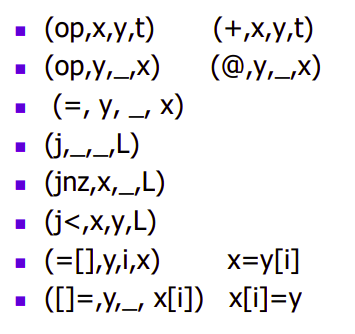 ▪ (op,x,y,t) (+,x,y,t)
▪ (op,y,_,x) (@,y,_,x)
▪ (=, y, _, x)
▪ (j,_,_,L)
▪ (jnz,x,_,L)
▪ (j<,x,y,L)
▪ (=[],y,i,x) x=y[i]
▪ ([]=,y,_, x[i]) x[i]=y